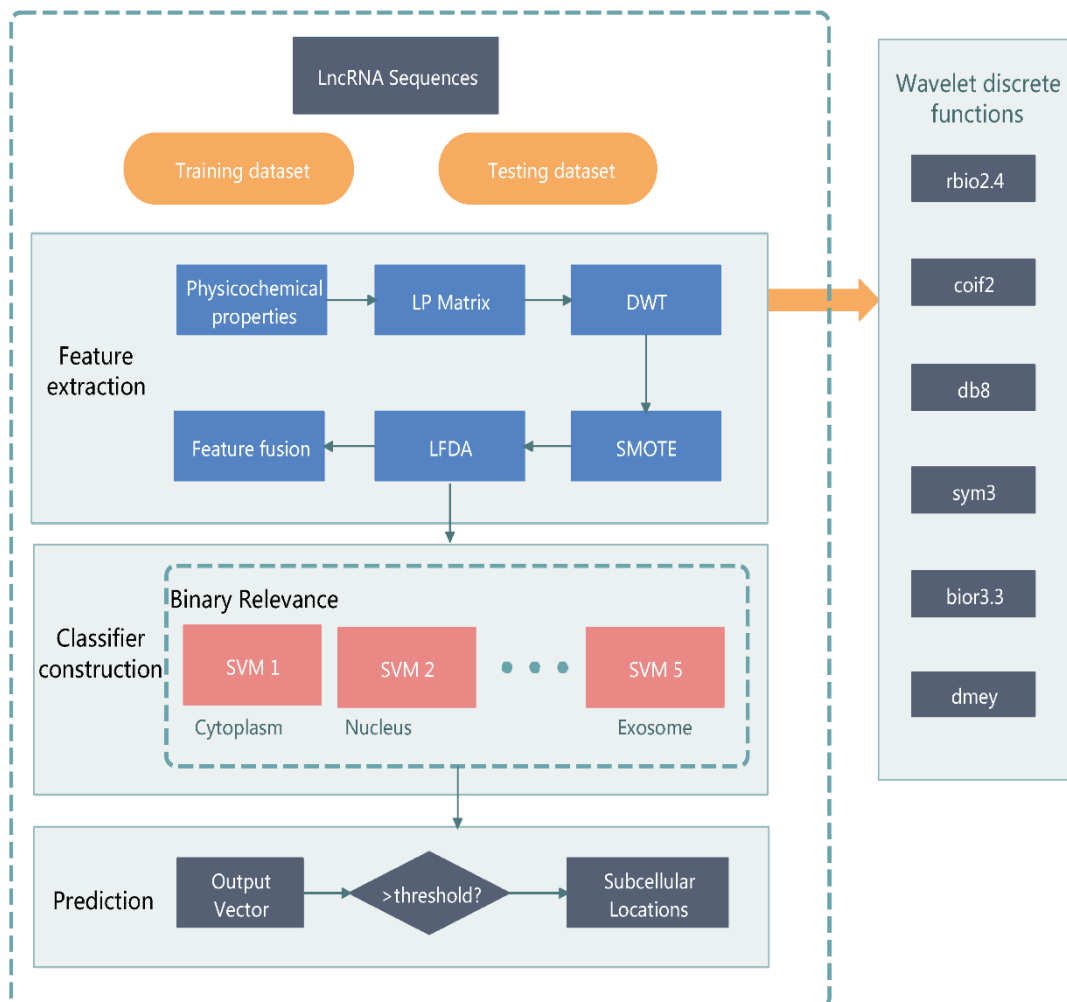 LncRNA Sequences
Training dataset
Testing dataset
Feature
extraction
Physicochemical
properties
LP Matrix
DWT
Feature fusion
LFDA
SMOTE
Classifier
construction
Binary Relevance
SVM 1
SVM 2
SVM 5
Cytoplasm
Nucleus
Exosome
Prediction
Output
Vector
>threshold?
Subcellular
Locations
Wavelet discrete
functions
rbio2.4
coif2
db8
sym3
bior3.3
dmey